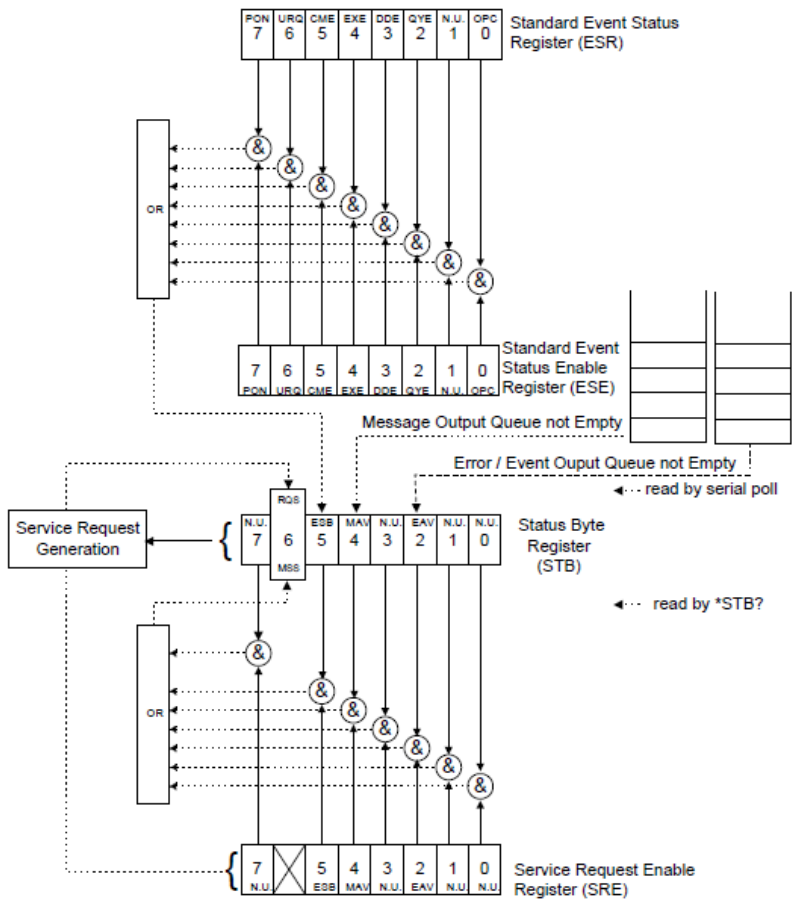 PON URQ CME EXE DDE QYE N.U. OPC
7 6 5 4 3 2 1 0
Standard Event Status
Register (ESR)
&
&
&
&
OR
&
&
&
&
7 6 5 4 3 2 1 0
PON URQ CME EXE DDE QYE N.U. OPC
Standard Event
Status Enable
Register (ESE)
Message Output Queue not Empty
Error / Event Ouput Queue not Empty
read by serial poll
RQS
N.U. ESB MAV N.U. EAV N.U. N.U.
7 6 5 4 3 2 1 0
MSS
Service Request
Generation
{
Status Byte
Register
(STB)
read by *STB?
&
&
&
OR
&
&
&
&
{
7 5 4 3 2 1 0
N.U. ESB MAV N.U. EAV N.U. N.U.
Service Request Enable
Register (SRE)